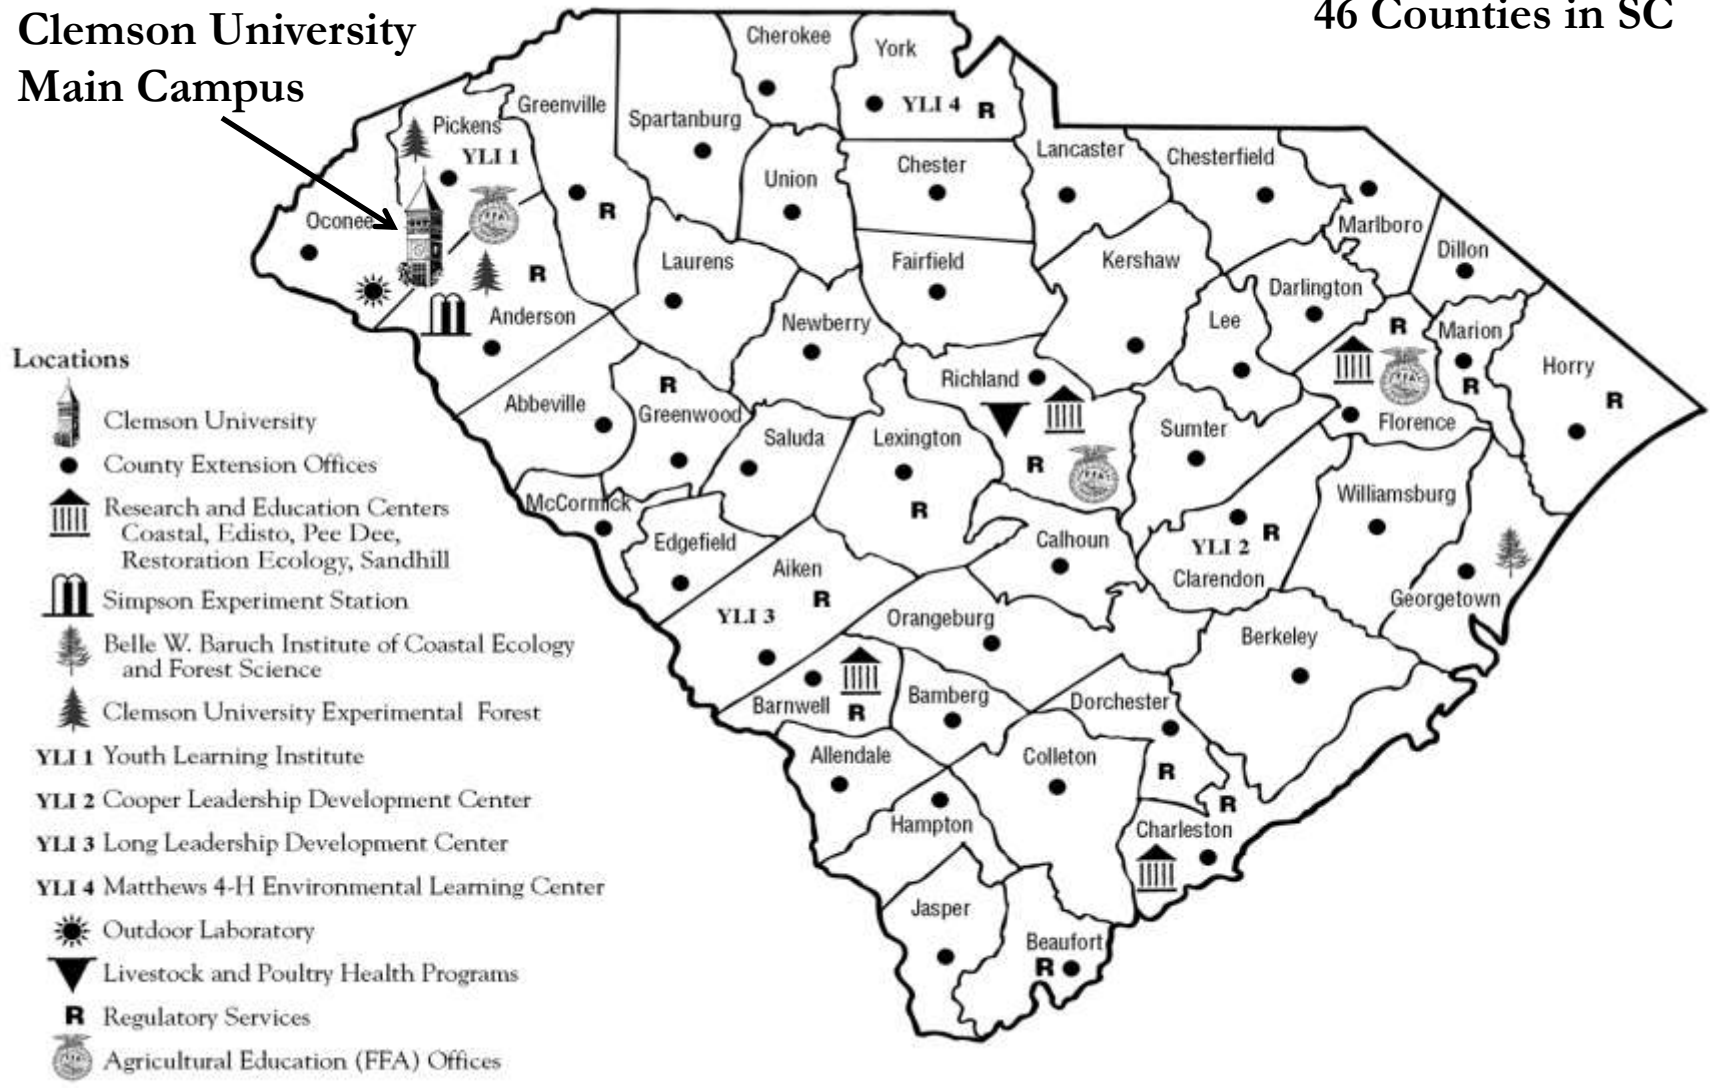 Clemson University
Main Campus
46 Counties in SC
Cherokee
York
YLI 4 R
Greenville
Spartanburg
Pickens
YLI 1
Union
Chester
Lancaster
Chesterfield
Marlboro
Oconee
R
Laurens
Fairfield
Kershaw
Dillon
R
Anderson
Newberry
Darlington
Lee
R
Marion
R
Horry
R
Florence
Richland
R
Abbeville
R
Greenwood
Saluda
Lexington
R
Sumter
Williamsburg
McCormick
Edgefield
Calhoun
YLI 2 R
Clarendon
Georgetown
Aiken
YLI 3 R
Orangeburg
Berkeley
Barnwell
R
Bamberg
Dorchester
R
Allendale
Colleton
R
Charleston
Hampton
Jasper
Beaufort
R
Locations
Clemson University
County Extension Offices
Research and Education Centers
Coastal, Edisto, Pee Dee,
Restoration Ecology, Sandhill
Simpson Experiment Station
Belle W. Baruch Institute of Coastal Ecology
and Forest Science
Clemson University Experimental Forest
YLI 1 Youth Learning Institute
YLI 2 Cooper Leadership Development Center
YLI 3 Long Leadership Development Center
YLI 4 Matthews 4-H Environmental Learning Center
Outdoor Laboratory
Livestock and Poultry Health Programs
R Regulatory Services
Agricultural Education (FFA) Offices